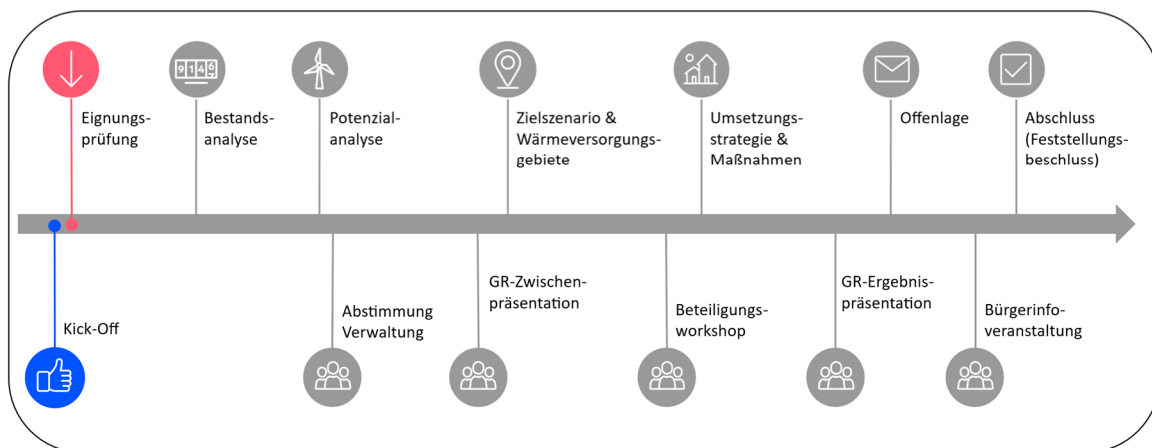 9146
Eignungs-
prüfung
Bestands-
analyse
Potenzial-
analyse
Zielszenario &
Wärmeversorgungs-
gebiete
Umsetzungs-
strategie &
Maßnahmen
Offenlage
Abschluss
(Feststellungs-
beschluss)
Kick-Off
Abstimmung
Verwaltung
GR-Zwischen-
präsentation
Beteiligungs-
workshop
GR-Ergebnis-
präsentation
Bürgerinfo-
veranstaltung